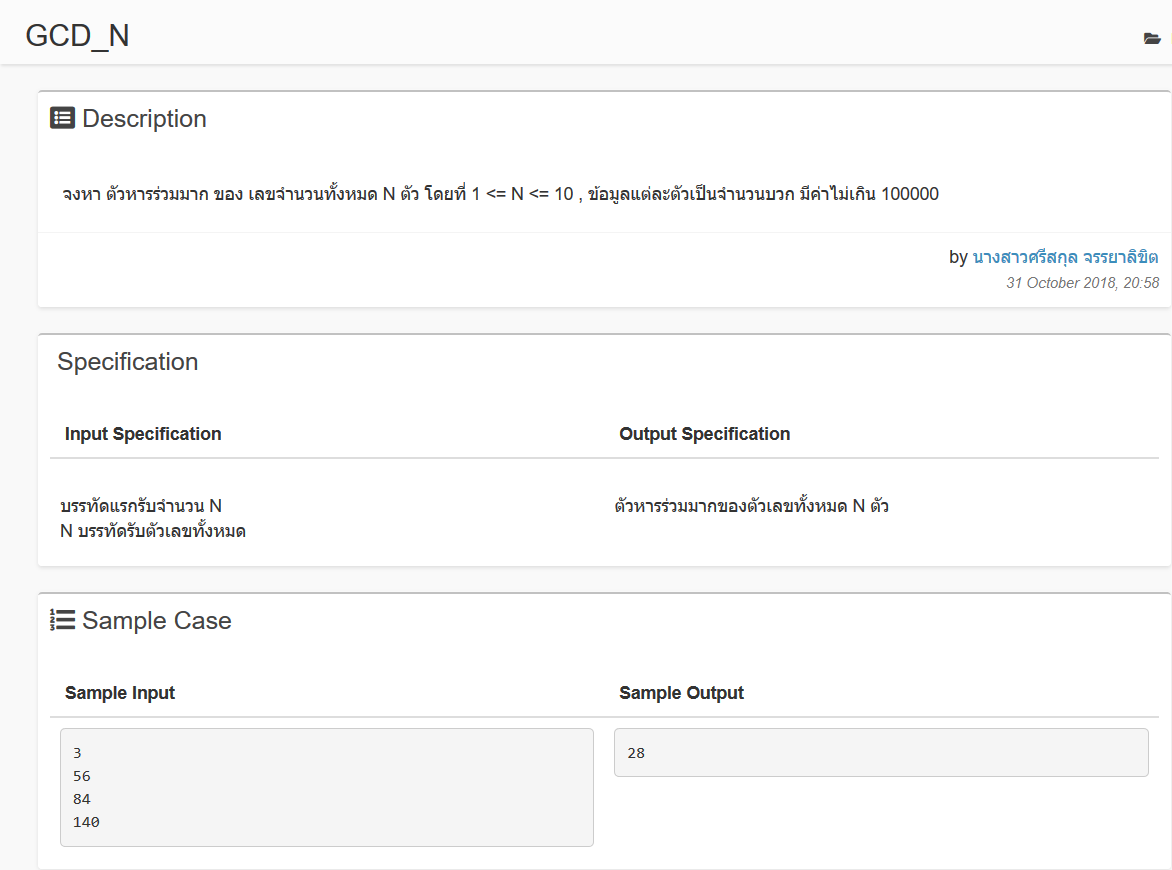 GCD_N
Description
จงหา ตัวหารร่วมมาก ของ เลขจำนวนทั้งหมด N ตัว โดยที่ 1 <= N <= 10 , ข้อมูลแต่ละตัวเป็นจำนวนบวก มีค่าไม่เกิน 100000
by นางสาวศรีสกุล จรรยาลิขิต
31 October 2018, 20:58
Specification
Input Specification
Output Specification
บรรทัดแรกรับจำนวน N
N บรรทัดรับตัวเลขทั้งหมด
ตัวหารร่วมมากของตัวเลขทั้งหมด N ตัว
Sample Case
Sample Input
Sample Output
3
56
84
140
28